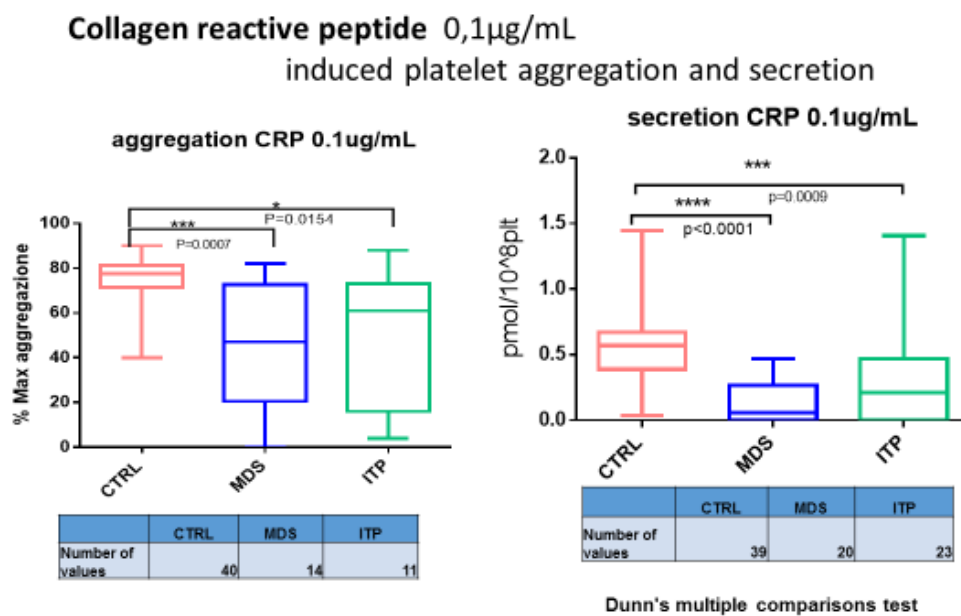 Collagen reactive peptide 0,1µg/mL
induced platelet aggregation and secretion
aggregation CRP 0.1ug/mL
% Max aggregazione
100
80
60
40
20
0
*
P=0.0154
***
P=0.0007
CTRL
MDS
ITP
CTRL MDS ITP
Number of
values 40 14 11
secretion CRP 0.1ug/mL
pmol/10^8plt
2.0
1.5
1.0
0.5
0.0
***
p=0.0009
****
p<0.0001
CTRL
MDS
ITP
CTRL MDS ITP
Number of
values 39 20 23
Dunn's multiple comparisons test